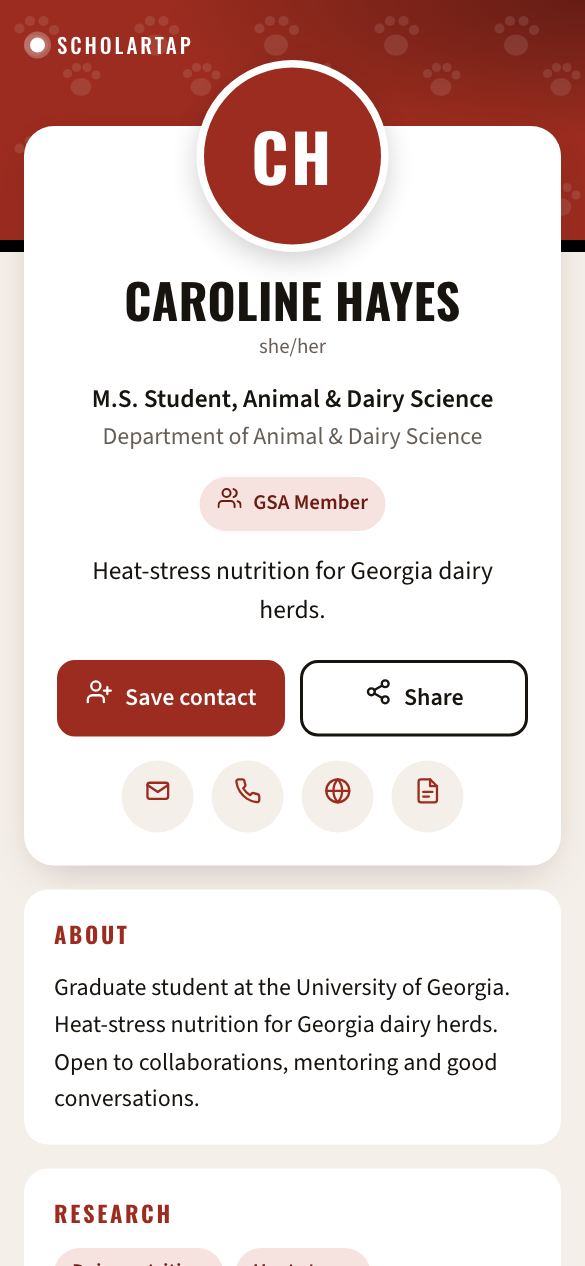 SCHOLARTAP
CH
CAROLINE HAYES
she/her
M.S. Student, Animal & Dairy Science
Department of Animal & Dairy Science
GSA Member
Heat-stress nutrition for Georgia dairy
herds.
Save contact
Share
ABOUT
Graduate student at the University of Georgia.
Heat-stress nutrition for Georgia dairy herds.
Open to collaborations, mentoring and good
conversations.
RESEARCH